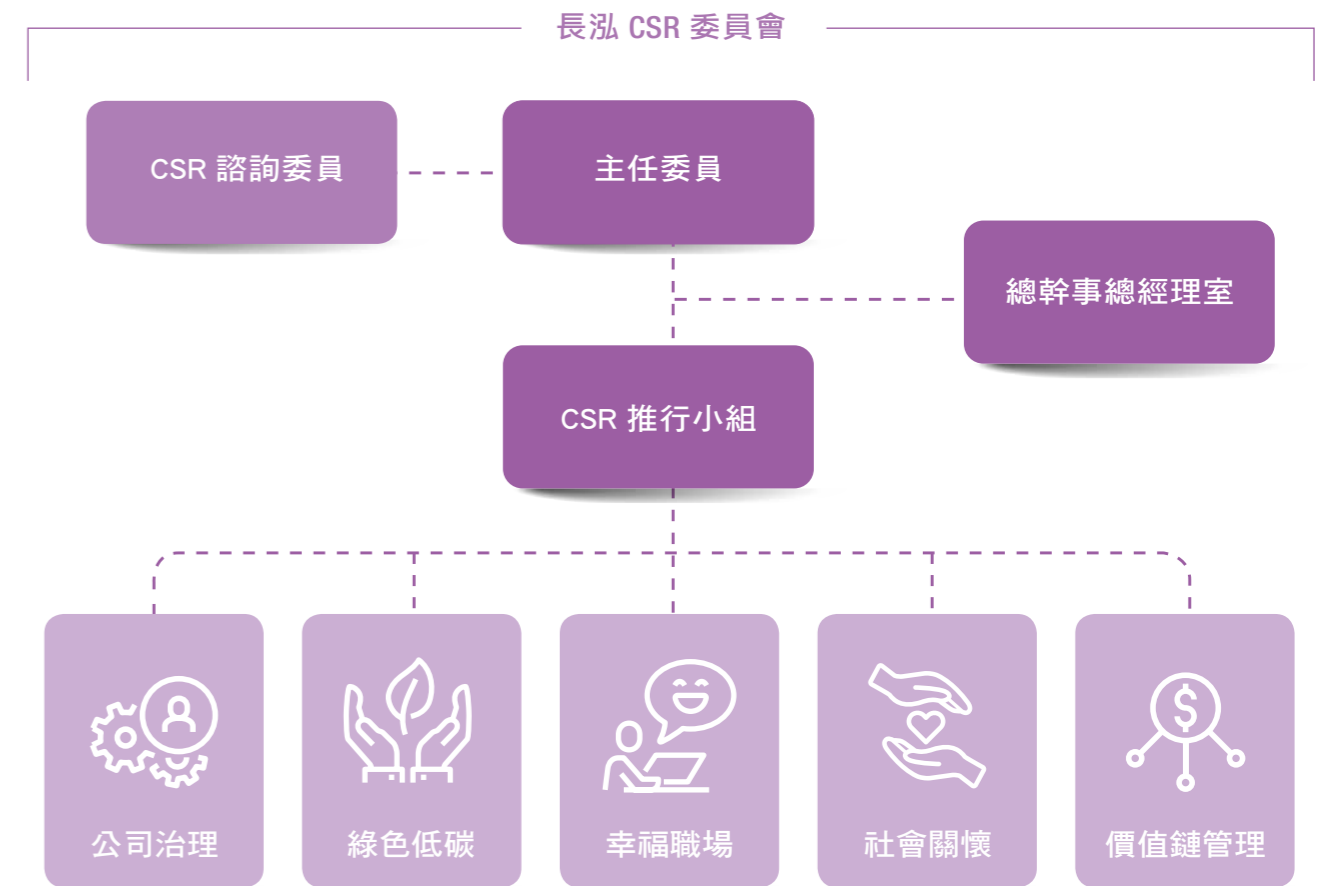 長泓 CSR 委員會
CSR 諮詢委員
主任委員
總幹事總經理室
CSR 推行小組
公司治理
綠色低碳
幸福職場
社會關懷
價值鏈管理